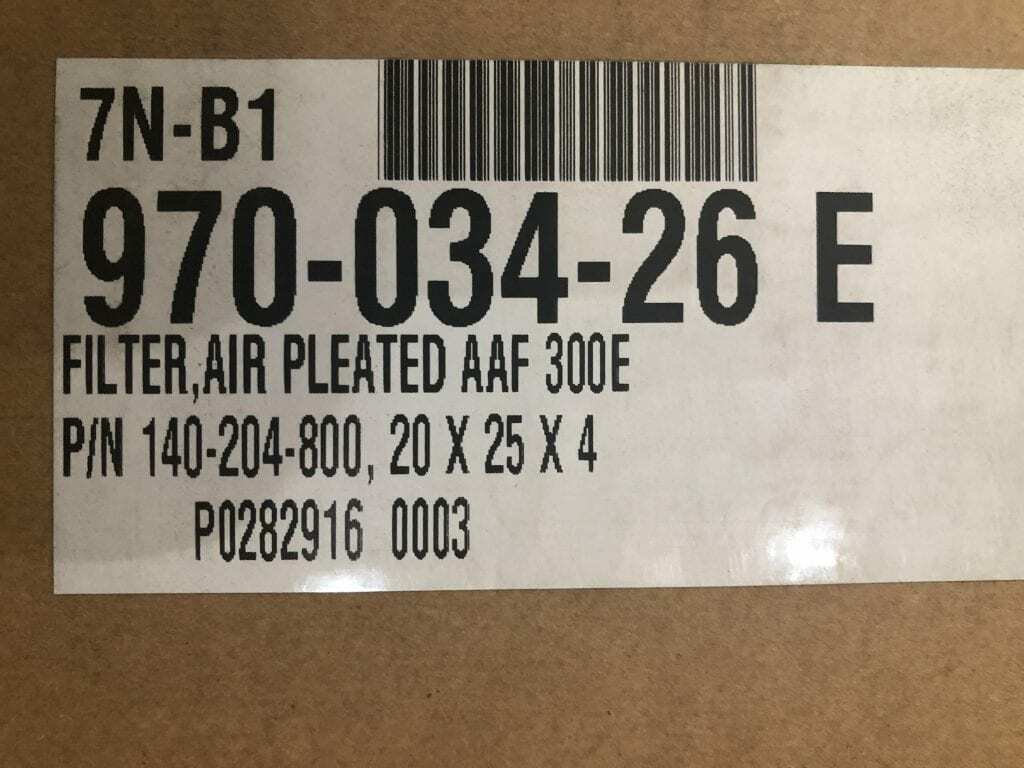 7N-B1
970-034-26 E
FILTER,AIR PLEATED AAF 300E
P/N 140-204-800, 20 X 25 X 4
P0282916 0003